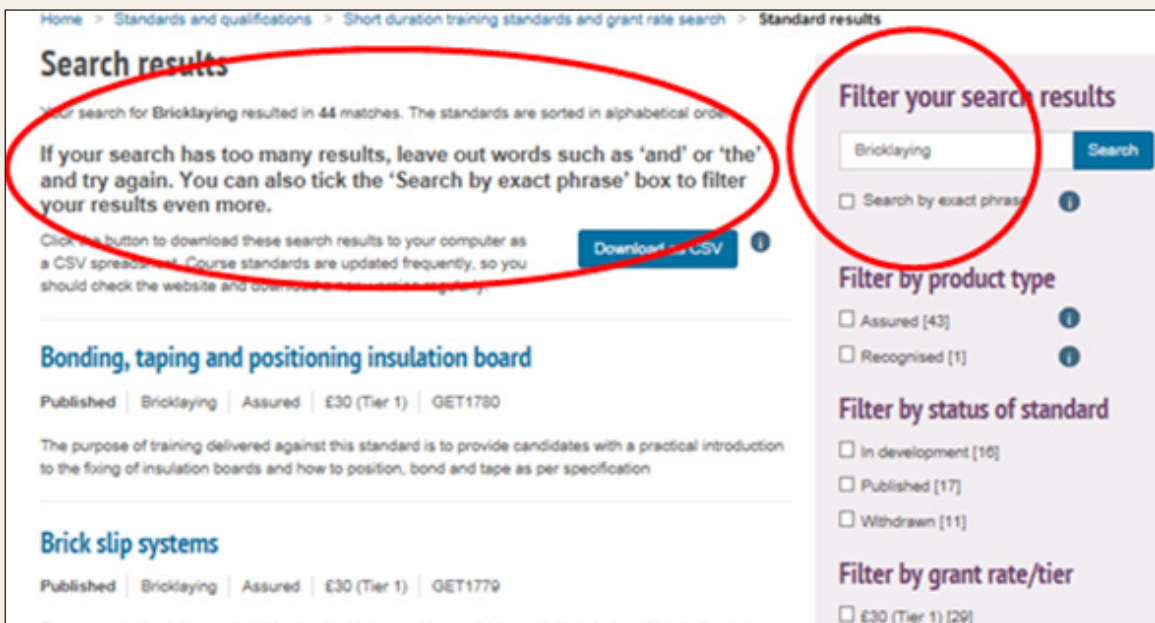 Home > Standards and qualifications > Short duration training standards and grant rate search > Standard results
Search results
Your search for Bricklaying resulted in 44 matches. The standards are sorted in alphabetical order.
If your search has too many results, leave out words such as ‘and’ or ‘the’
and try again. You can also tick the ‘Search by exact phrase’ box to filter
your results even more.
Click the button to download these search results to your computer as
a CSV spreadsheet. Course standards are updated frequently, so you
should check the website and download a new version regularly.
Download as CSV
Bonding, taping and positioning insulation board
Published | Bricklaying | Assured | £30 (Tier 1) | GET1780
The purpose of training delivered against this standard is to provide candidates with a practical introduction
to the fixing of insulation boards and how to position, bond and tape as per specification
Brick slip systems
Published | Bricklaying | Assured | £30 (Tier 1) | GET1779
Filter your search results
Bricklaying
Search
Search by exact phrase
Filter by product type
Assured [43]
Recognised [1]
Filter by status of standard
In development [16]
Published [17]
Withdrawn [11]
Filter by grant rate/tier
£30 (Tier 1) [29]